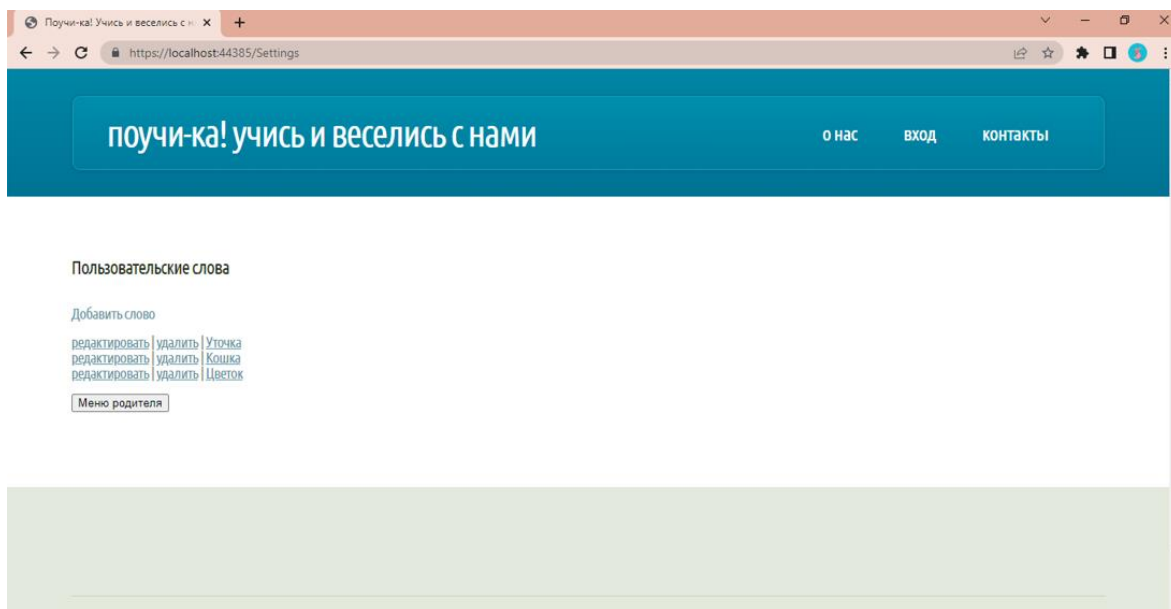 Поучи-ка! Учись и веселись с н
https://localhost:44385/Settings
поучи-ка! учись и веселись с нами
о нас вход контакты
Пользовательские слова
Добавить слово
редактировать | удалить | Уточка
редактировать | удалить | Кошка
редактировать | удалить | Цветок
Меню родителя